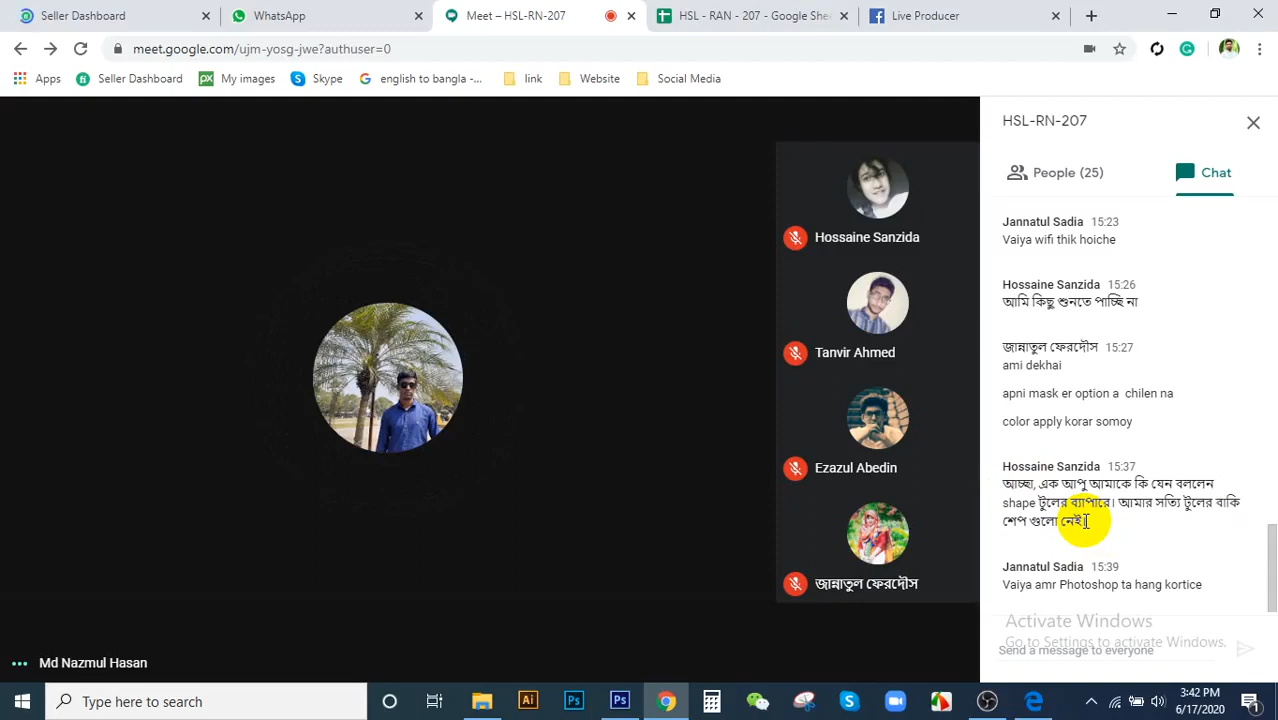 Seller Dashboard
WhatsApp
Meet – HSL-RN-207
HSL - RAN - 207 - Google She
Live Producer
meet.google.com/ujm-yosg-jwe?authuser=0
Apps
Seller Dashboard
My images
Skype
english to bangla -...
link
Website
Social Media
HSL-RN-207
People (25)
Chat
Jannatul Sadia 15:23
Vaiya wifi thik hoiche
Hossaine Sanzida 15:26
আমি কিছু শুনতে পাচ্ছি না
জান্নাতুল ফেরদৌস 15:27
ami dekhai
apni mask er option a chilen na
color apply korar somoy
Hossaine Sanzida 15:37
আচ্ছা, এক আপু আমাকে কি যেন বললেন
shape টুলের ব্যাপারে। আমার সত্যি টুলের বাকি
শেপ গুলো নেই।
Jannatul Sadia 15:39
Vaiya amr Photoshop ta hang kortice
Activate Windows
Go to Settings to activate Windows.
Send a message to everyone
Hossaine Sanzida
Tanvir Ahmed
Ezazul Abedin
জান্নাতুল ফেরদৌস
Md Nazmul Hasan
Type here to search
3:42 PM
6/17/2020